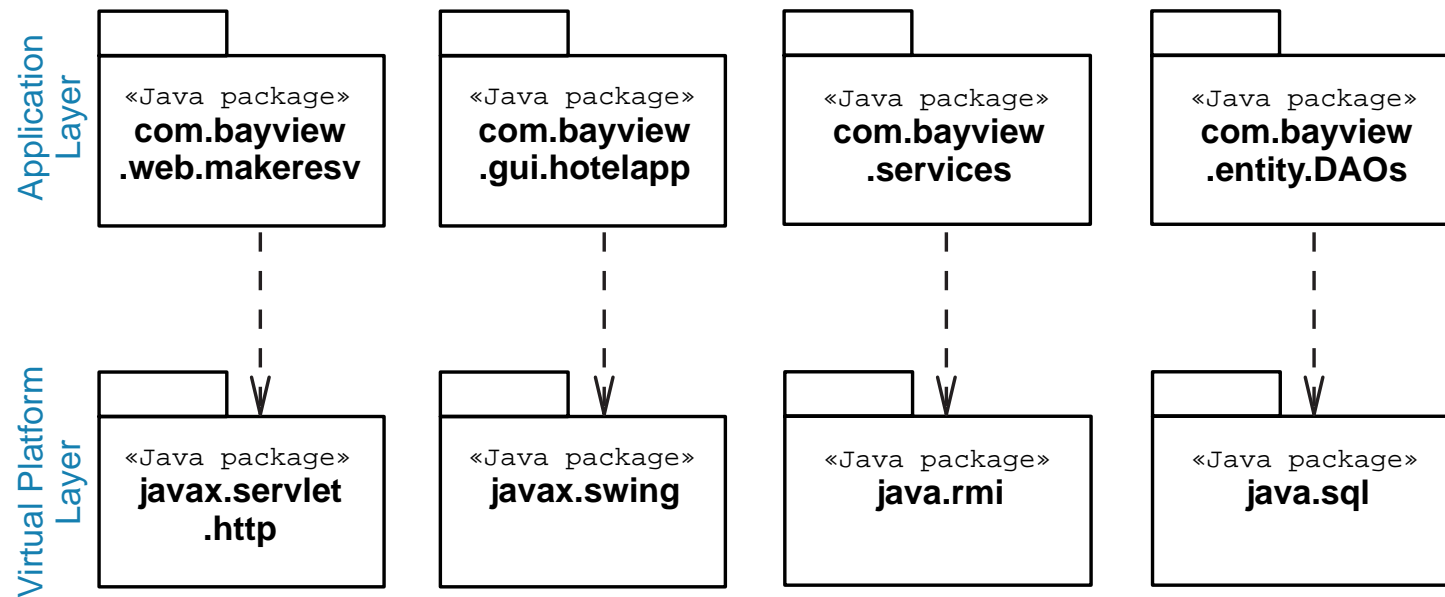 Application
Layer
«Java package»
com.bayview
.web.makeresv
«Java package»
com.bayview
.gui.hotelapp
«Java package»
com.bayview
.services
«Java package»
com.bayview
.entity.DAOs
Virtual Platform
Layer
«Java package»
javax.servlet
.http
«Java package»
javax.swing
«Java package»
java.rmi
«Java package»
java.sql